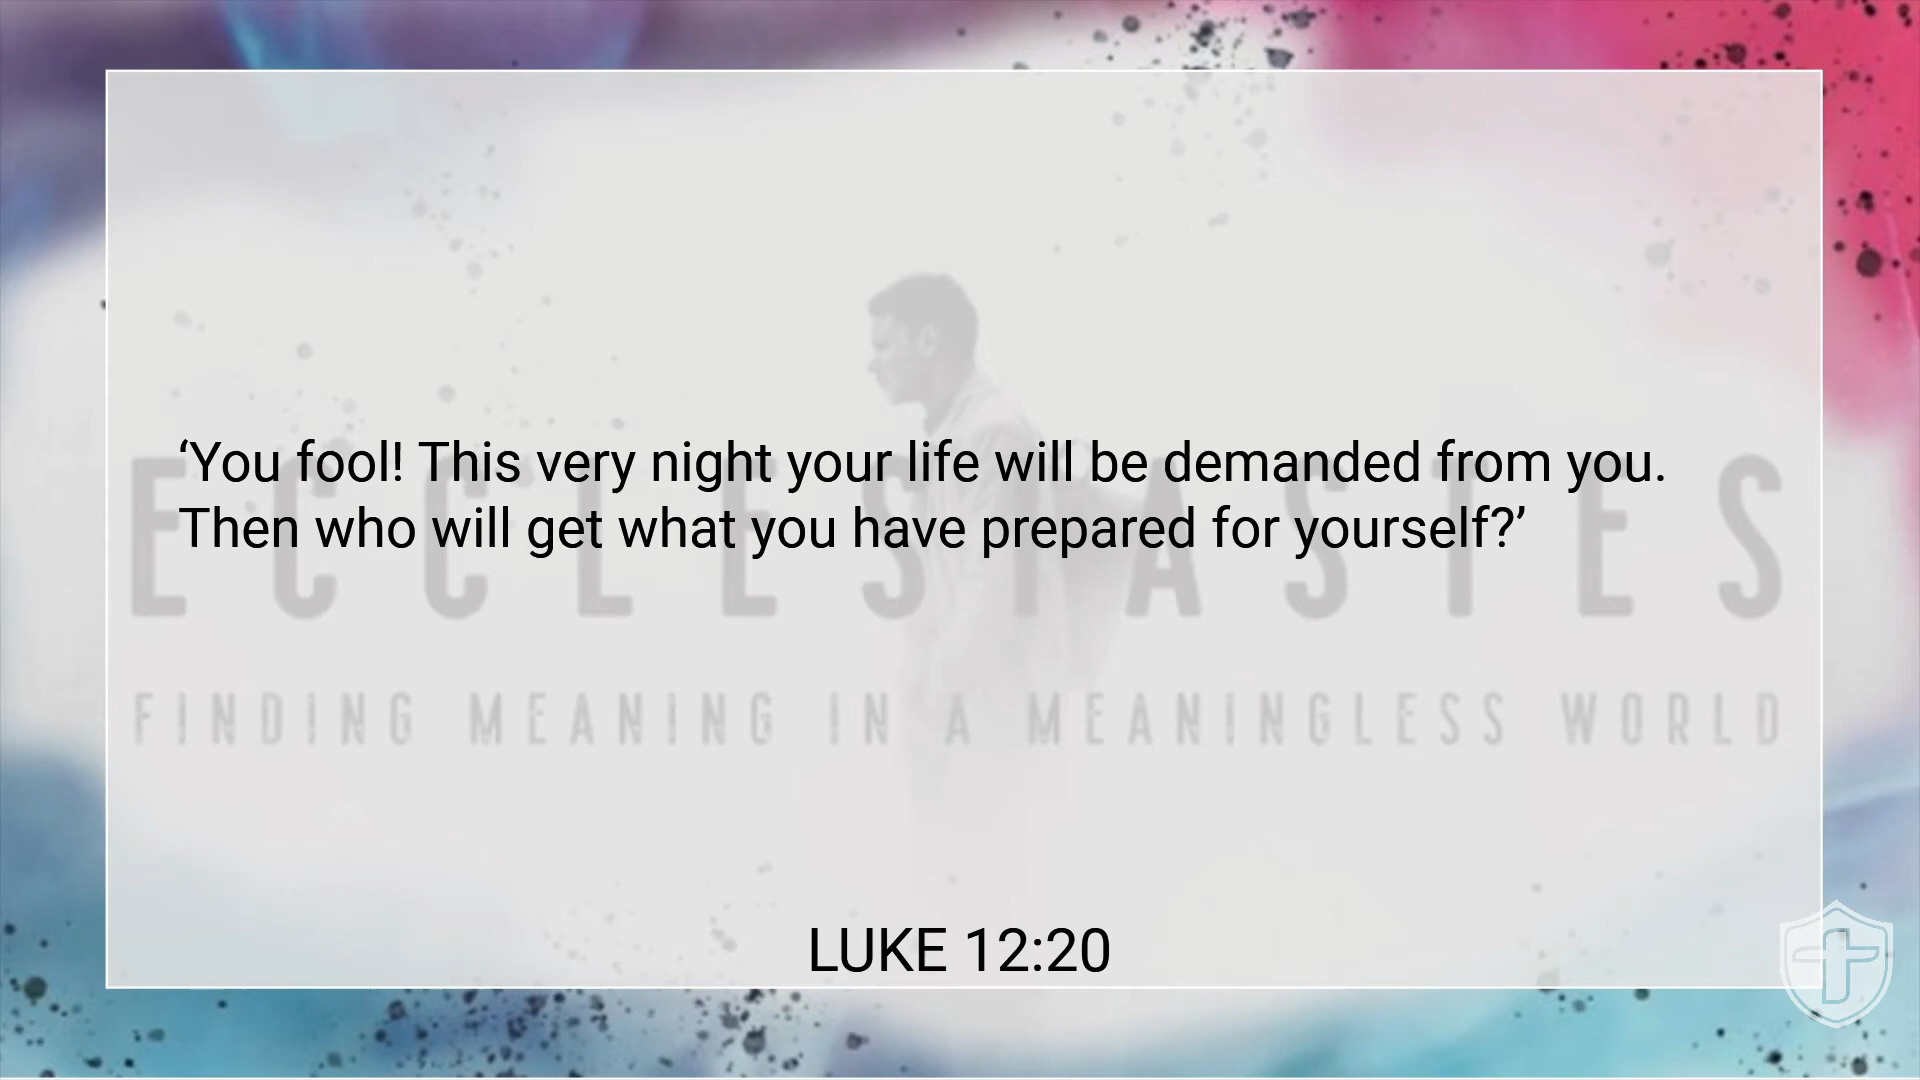 ‘You fool! This very night your life will be demanded from you.
Then who will get what you have prepared for yourself?’
ECCLESIASTES
FINDING MEANING IN A MEANINGLESS WORLD
LUKE 12:20